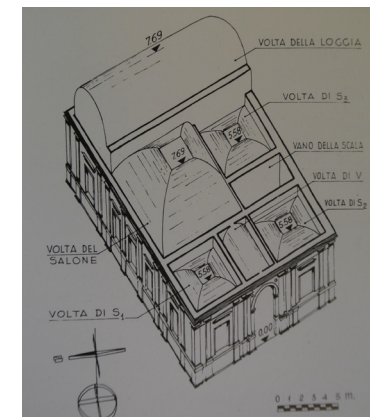 769
VOLTA DELLA LOGGIA
VOLTA DI S₂
558
VANO DELLA SCALA
769
VOLTA DI V
VOLTA DI S₂
558
VOLTA DEL
SALONE
558
VOLTA DI S₁
0.00
0 1 2 3 4 5 m.